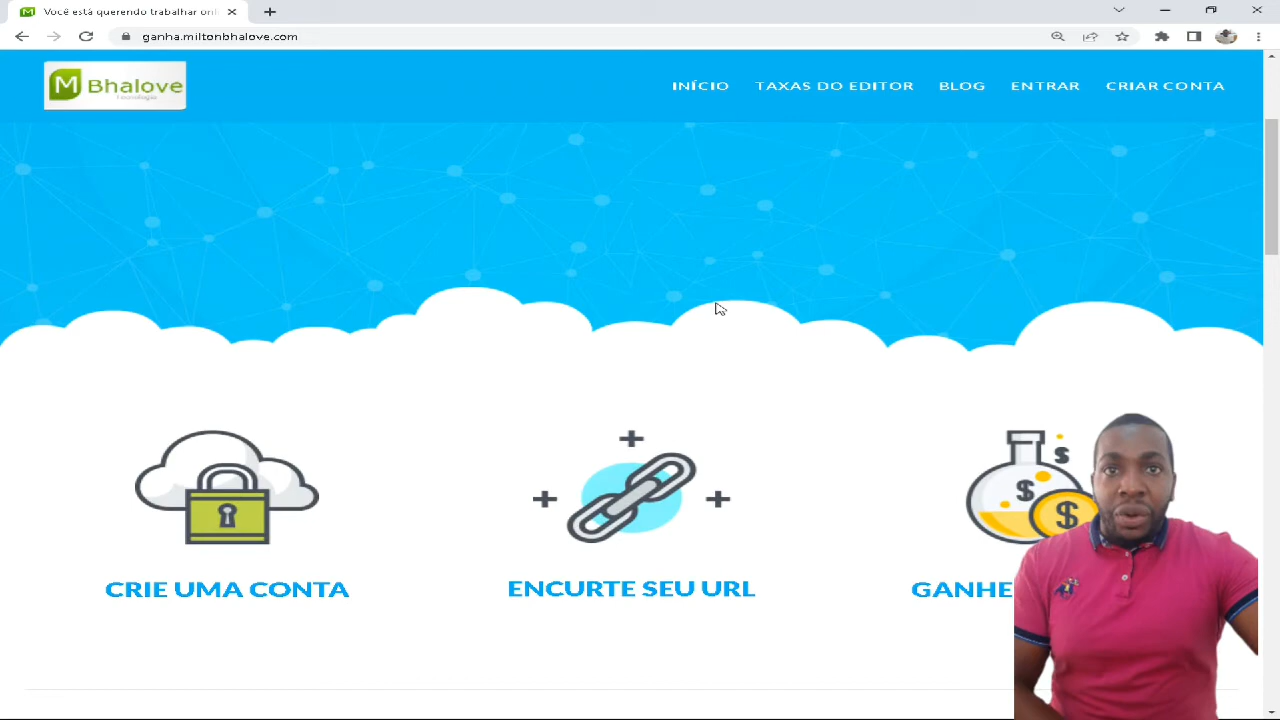 Você está querendo trabalhar onl
ganha.miltonbhalove.com
M Bhalove
Tecnologia
INÍCIO TAXAS DO EDITOR BLOG ENTRAR CRIAR CONTA
$ $ $
CRIE UMA CONTA ENCURTE SEU URL GANHE